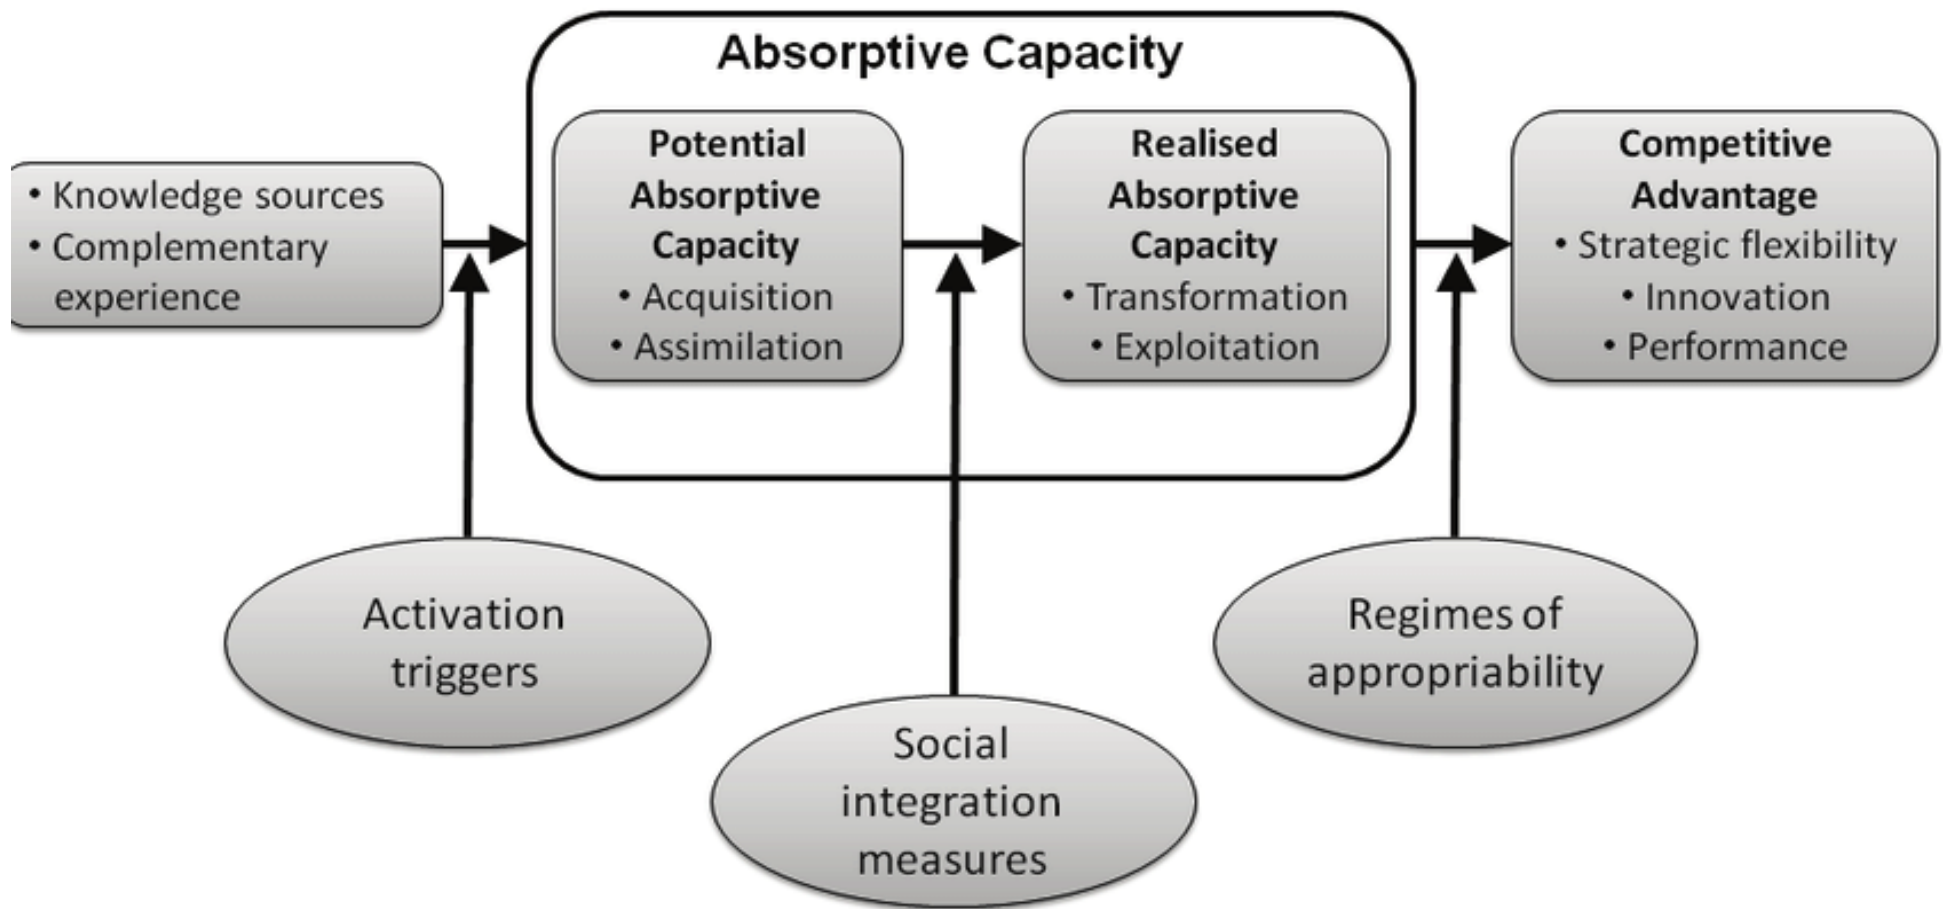 Absorptive Capacity
• Knowledge sources
• Complementary
experience
Potential
Absorptive
Capacity
• Acquisition
• Assimilation
Realised
Absorptive
Capacity
• Transformation
• Exploitation
Competitive
Advantage
• Strategic flexibility
• Innovation
• Performance
Activation
triggers
Social
integration
measures
Regimes of
appropriability